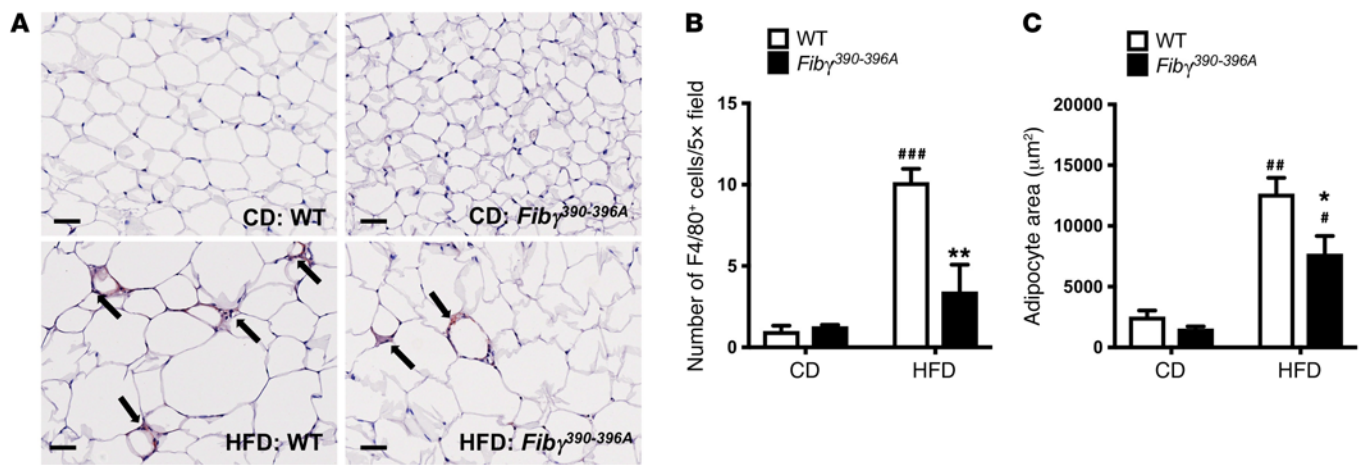 A
CD: WT
CD: Fibγ390-396A
HFD: WT
HFD: Fibγ390-396A
B
WT
Fibγ390-396A
Number of F4/80+ cells/5× field
15
10
5
0
###
**
CD
HFD
C
WT
Fibγ390-396A
Adipocyte area (μm2)
20000
15000
10000
5000
0
##
*
#
CD
HFD